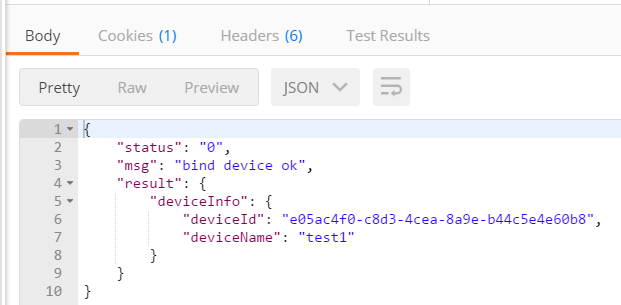 Body Cookies (1) Headers (6) Test Results
Pretty Raw Preview JSON
1 {
2 "status": "0",
3 "msg": "bind device ok",
4 "result": {
5 "deviceInfo": {
6 "deviceId": "e05ac4f0-c8d3-4cea-8a9e-b44c5e4e60b8",
7 "deviceName": "test1"
8 }
9 }
10 }